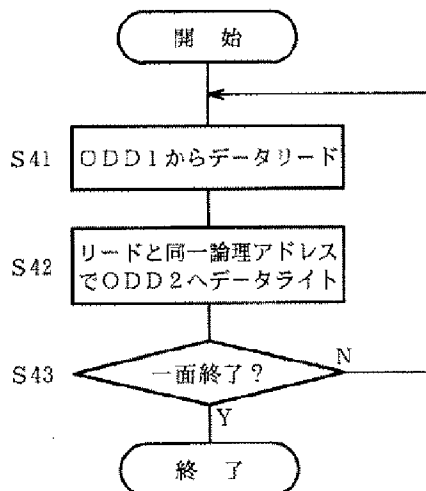 開 始
S41 ODD1からデータリード
S42 リードと同一論理アドレス
でODD2へデータライト
S43 一面終了? N
Y
終 了